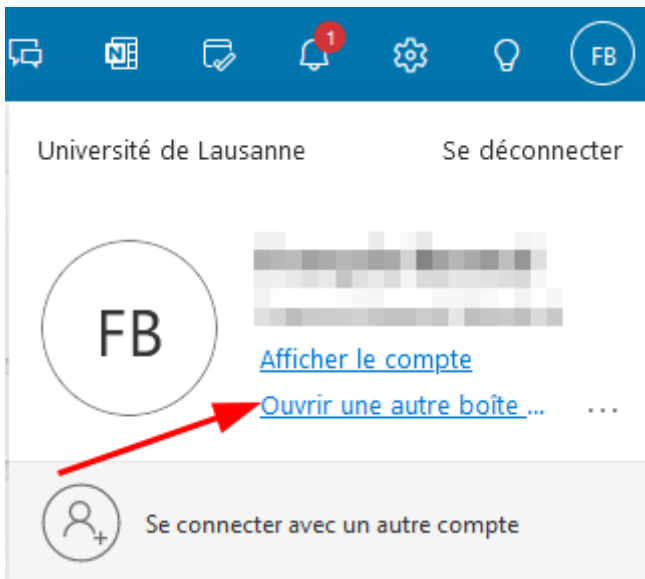 1
FB
Université de Lausanne Se déconnecter
FB
Afficher le compte
Ouvrir une autre boîte ...
Se connecter avec un autre compte